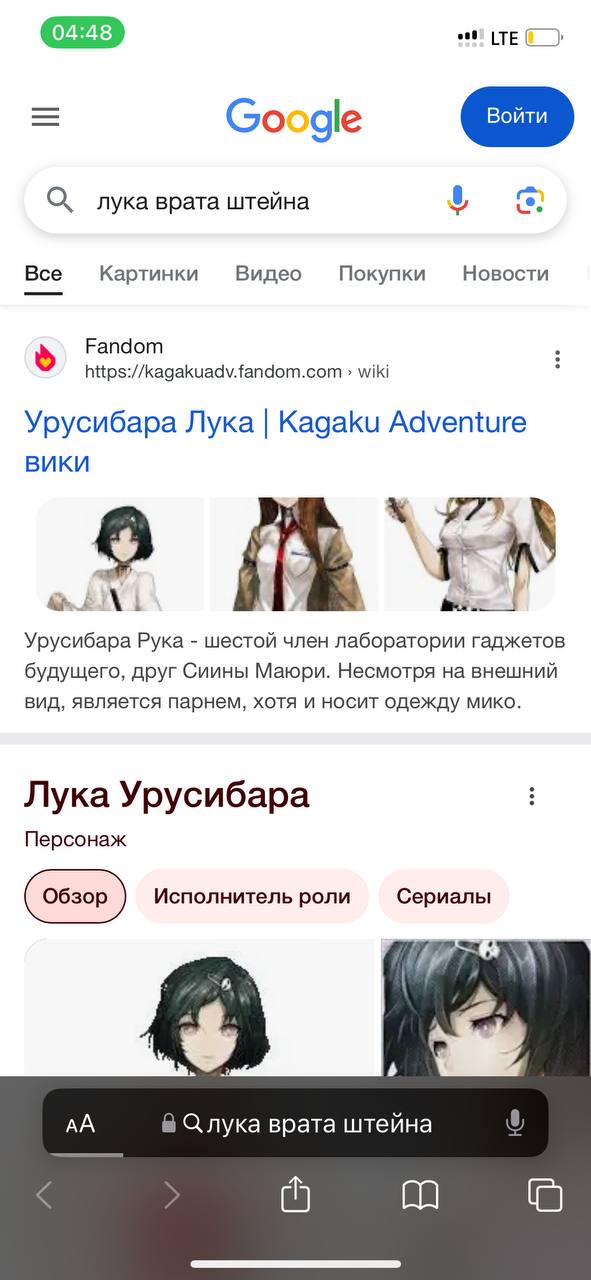 04:48
LTE
Google
Войти
лука врата штейна
Все Картинки Видео Покупки Новости
Fandom
https://kagakuadv.fandom.com › wiki
Урусибара Лука | Kagaku Adventure
вики
Урусибара Рука - шестой член лаборатории гаджетов
будущего, друг Сиины Маюри. Несмотря на внешний
вид, является парнем, хотя и носит одежду мико.
Лука Урусибара
Персонаж
Обзор Исполнитель роли Сериалы
AA лука врата штейна